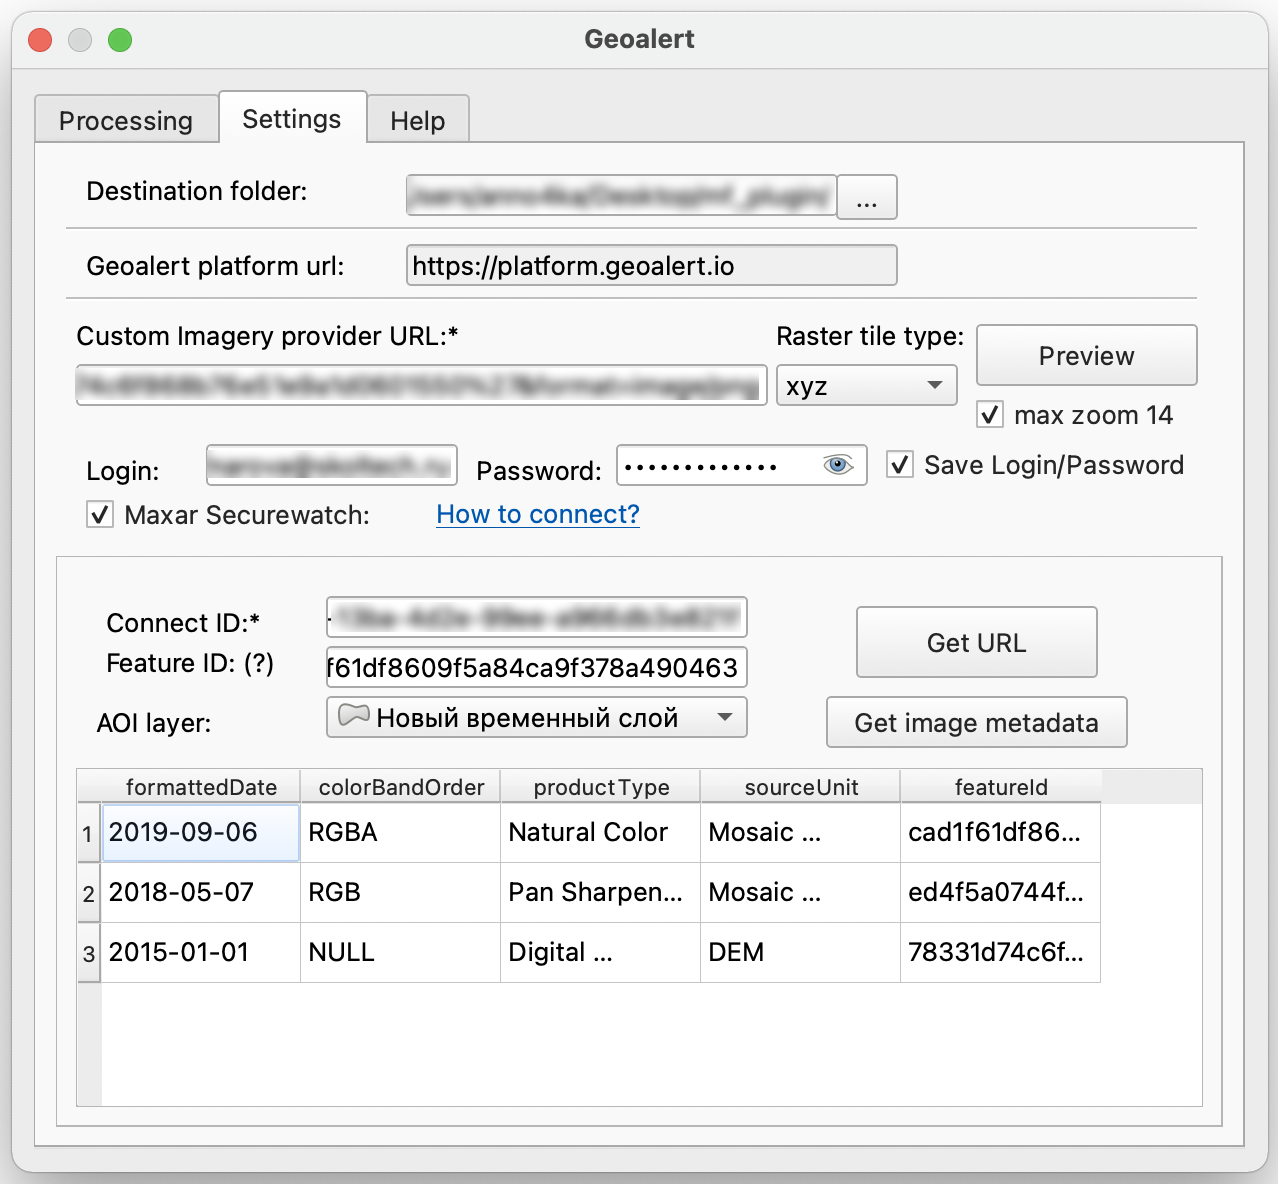 Geoalert
Processing Settings Help
Destination folder: ...
Geoalert platform url: https://platform.geoalert.io
Custom Imagery provider URL:* Raster tile type: Preview
xyz
max zoom 14
Login: Password: ••••••••••••• Save Login/Password
Maxar Securewatch: How to connect?
Connect ID:*
Get URL
Feature ID: (?) f61df8609f5a84ca9f378a490463
AOI layer: Новый временный слой Get image metadata
formattedDate colorBandOrder productType sourceUnit featureId
1 2019-09-06 RGBA Natural Color Mosaic ... cad1f61df86...
2 2018-05-07 RGB Pan Sharpen... Mosaic ... ed4f5a0744f...
3 2015-01-01 NULL Digital ... DEM 78331d74c6f...